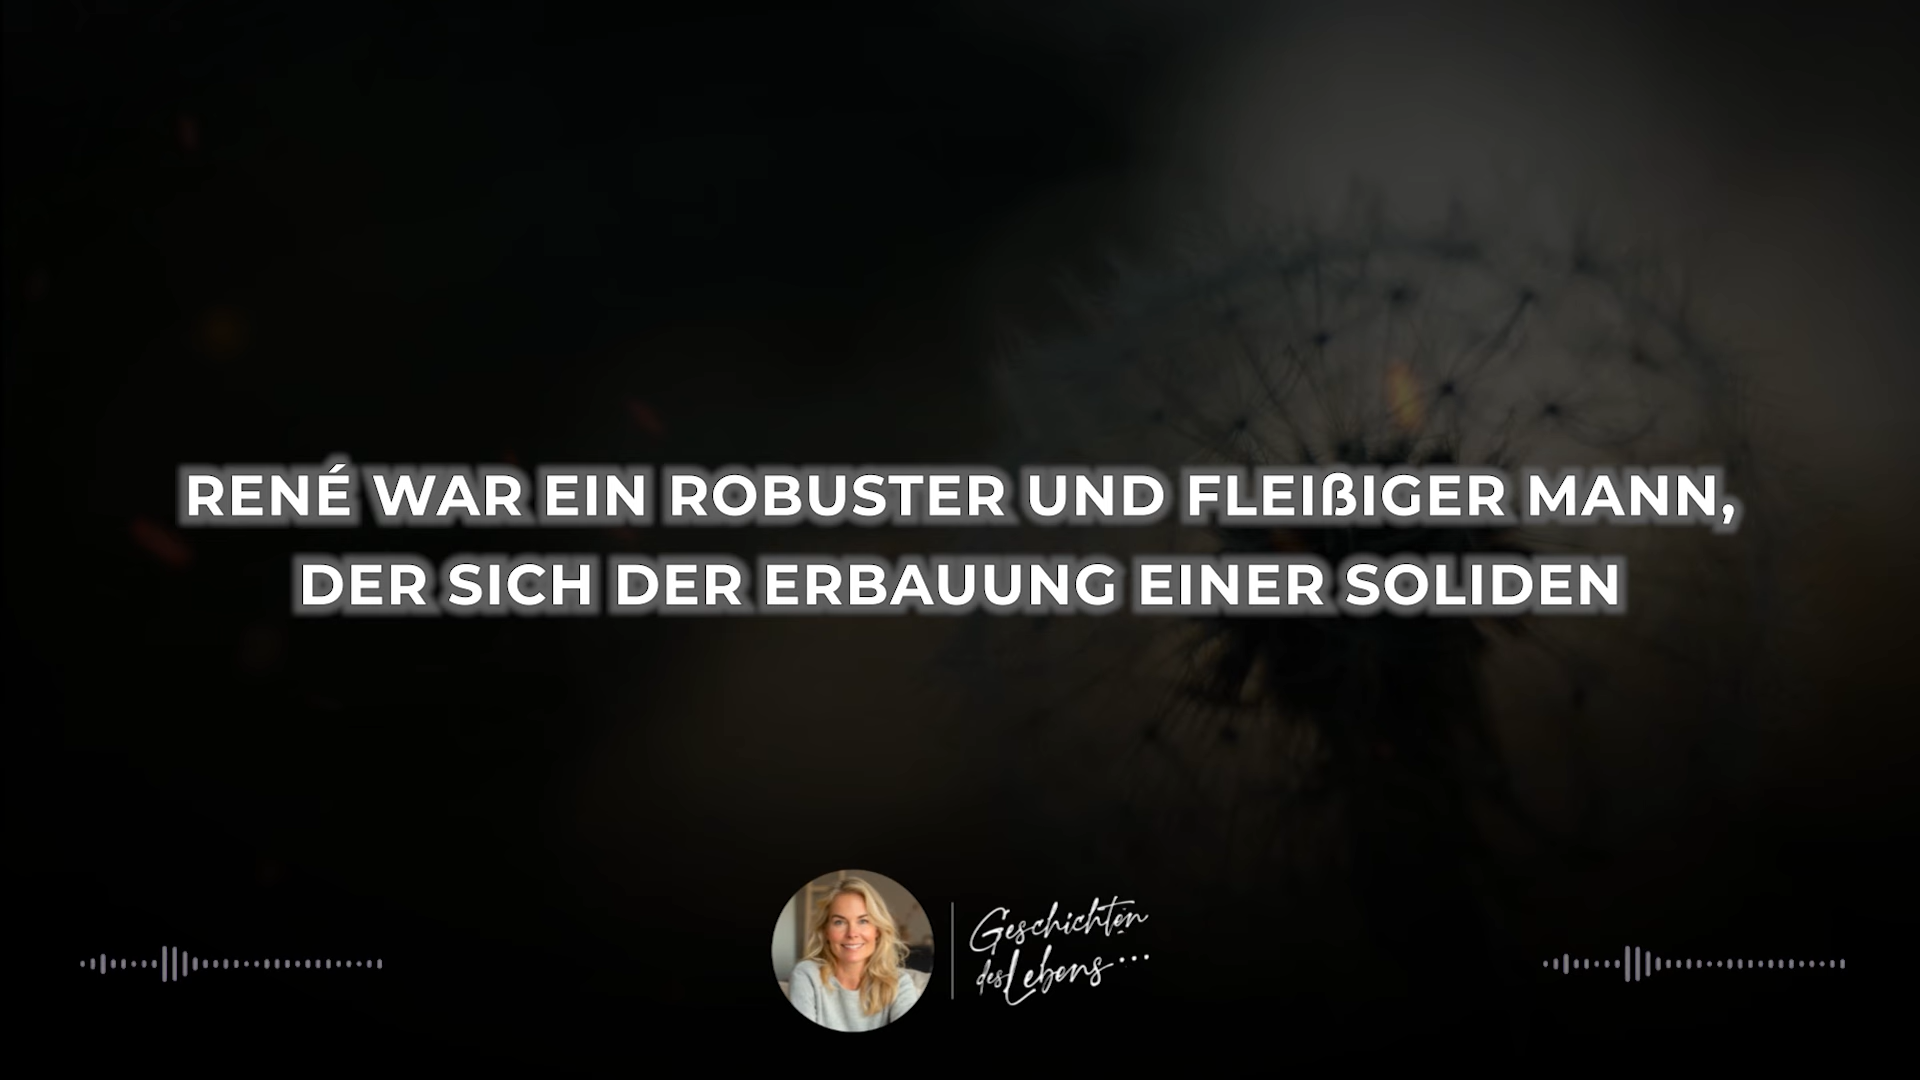 RENÉ WAR EIN ROBUSTER UND FLEIßIGER MANN,
DER SICH DER ERBAUUNG EINER SOLIDEN
Geschichten
des Lebens...